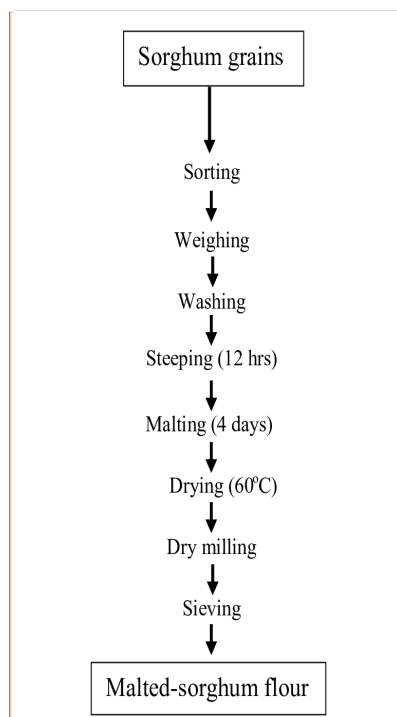 Sorghum grains
Sorting
Weighing
Washing
Steeping (12 hrs)
Malting (4 days)
Drying (60°C)
Dry milling
Sieving
Malted-sorghum flour